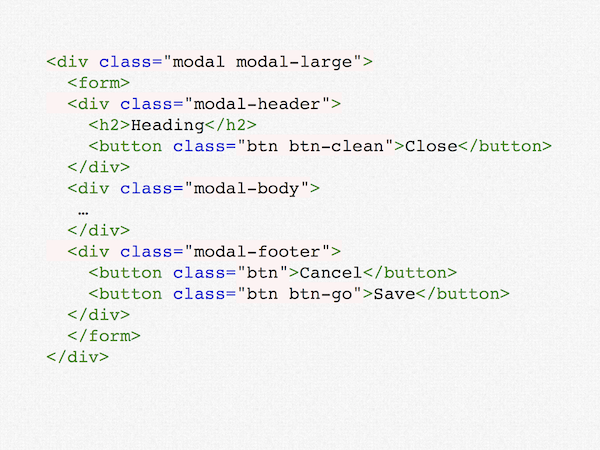 <div class="modal modal-large">
  <form>
  <div class="modal-header">
    <h2>Heading</h2>
    <button class="btn btn-clean">Close</button>
  </div>
  <div class="modal-body">
   …
  </div>
  <div class="modal-footer">
    <button class="btn">Cancel</button>
    <button class="btn btn-go">Save</button>
  </div>
  </form>
</div>